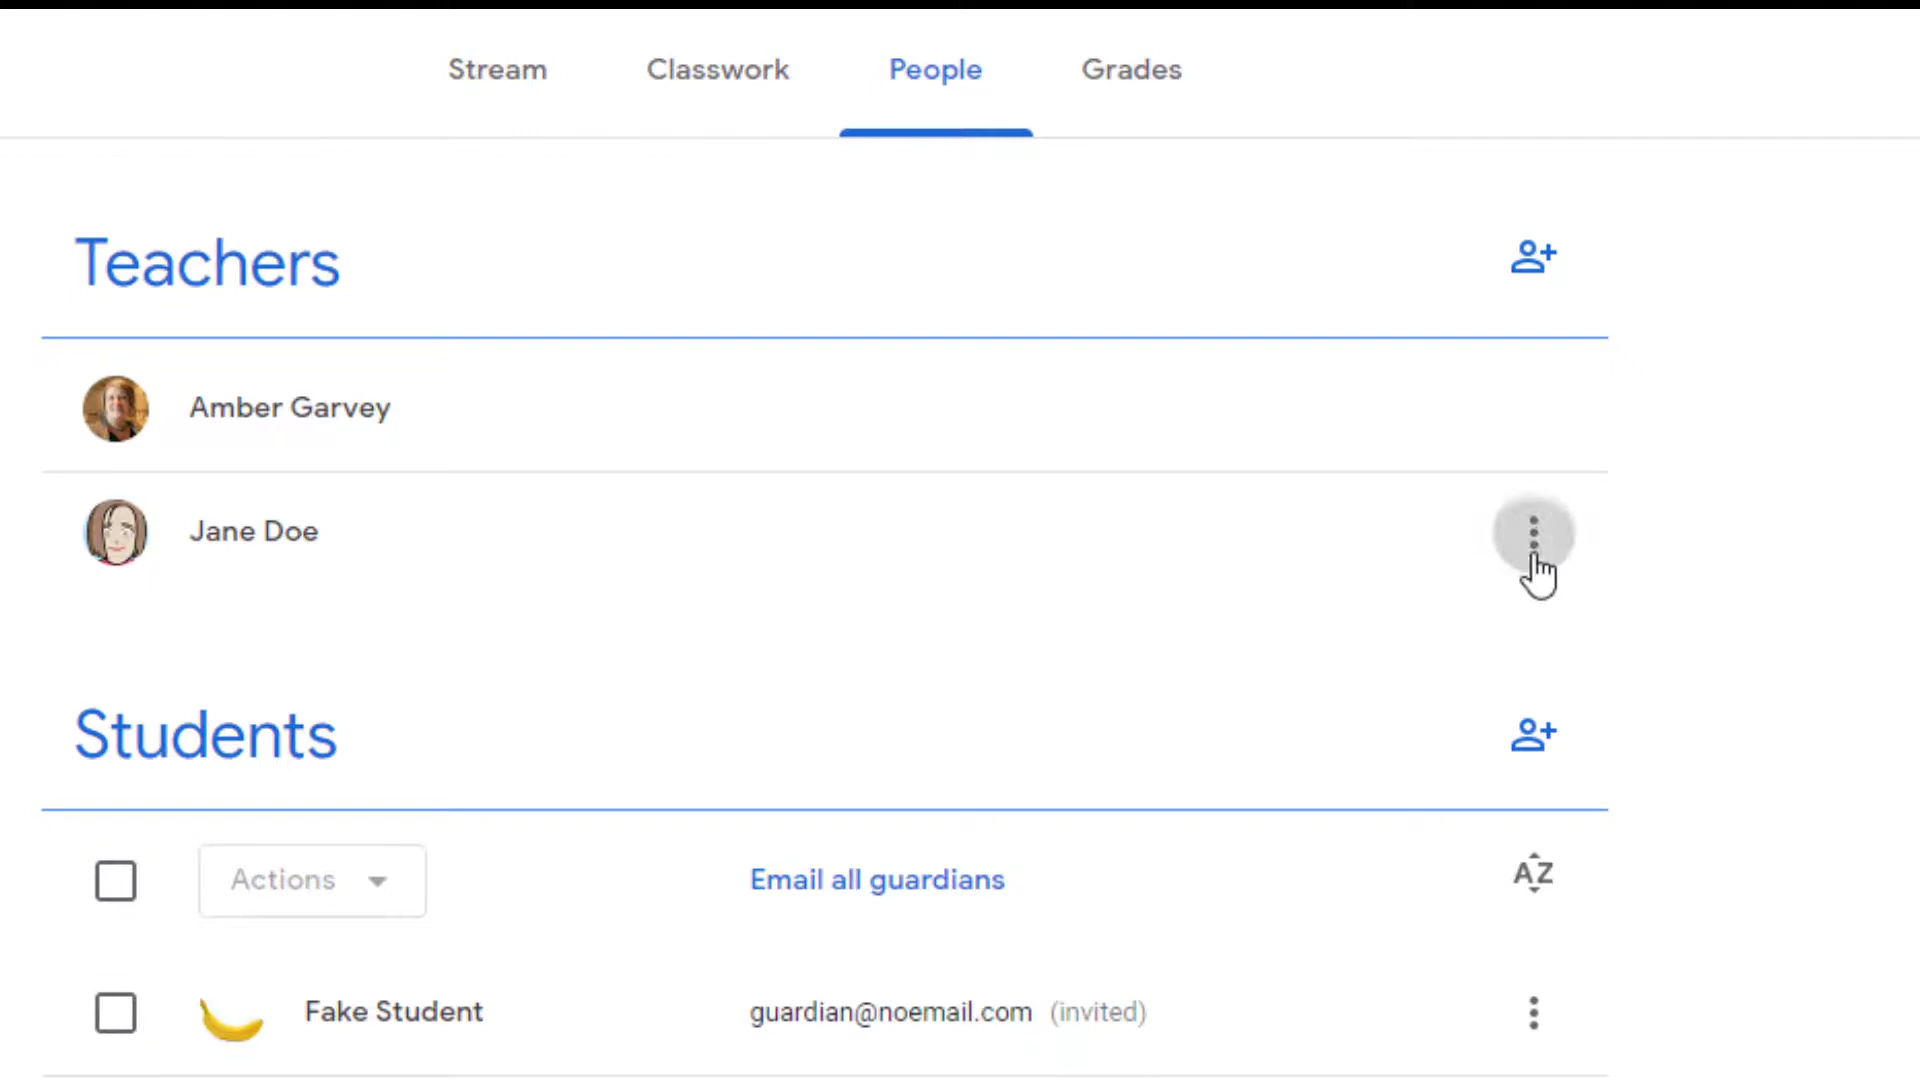 Stream Classwork People Grades
Teachers
Amber Garvey
Jane Doe
Students
Actions Email all guardians AZ
Fake Student guardian@noemail.com (invited)